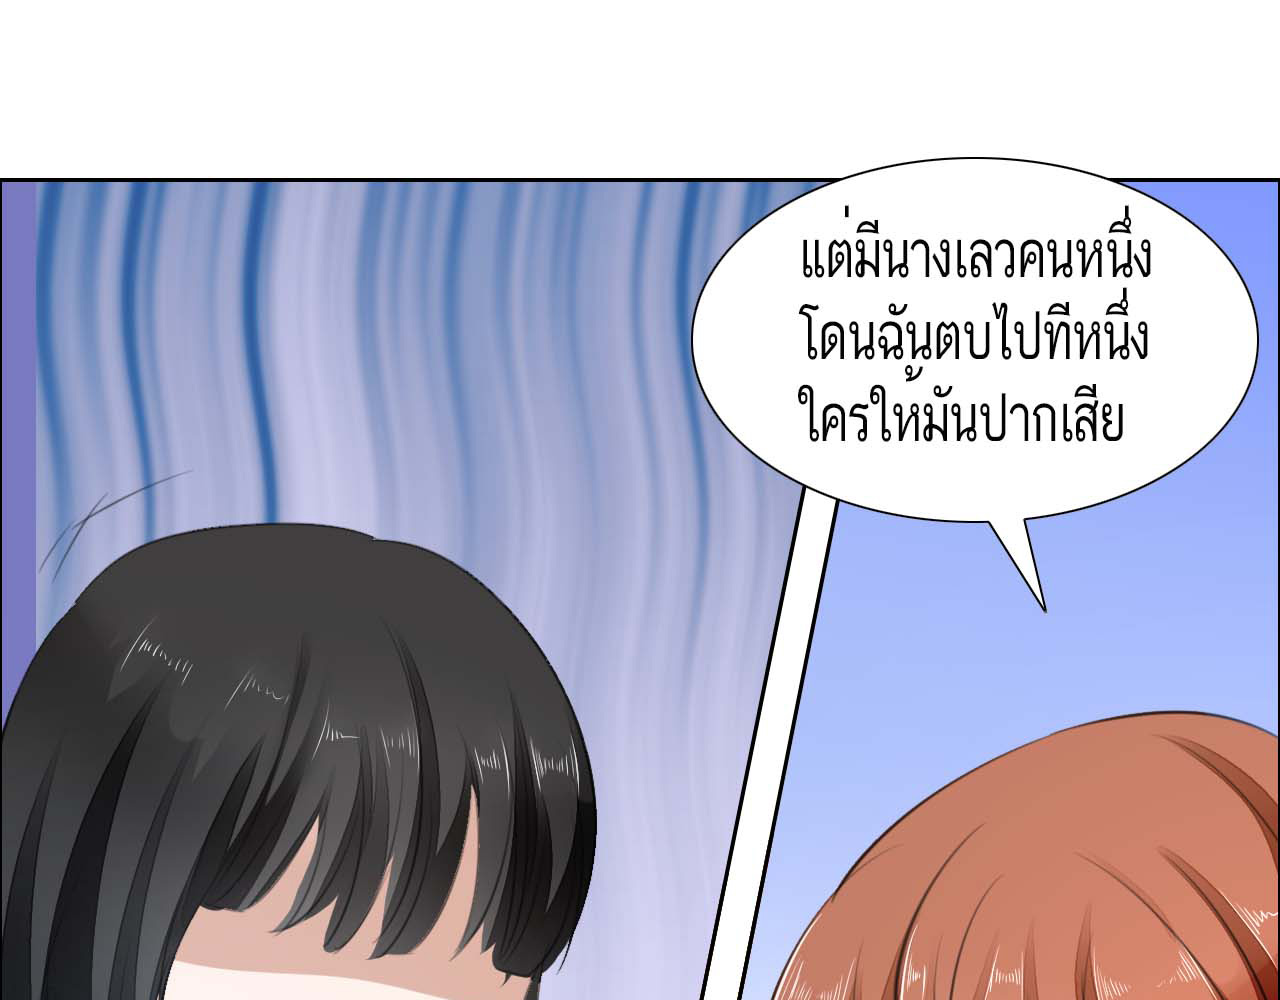 แต่มีนางเลวคนหนึ่ง
โดนฉันตบไปทีหนึ่ง
ใครให้มันปากเสีย